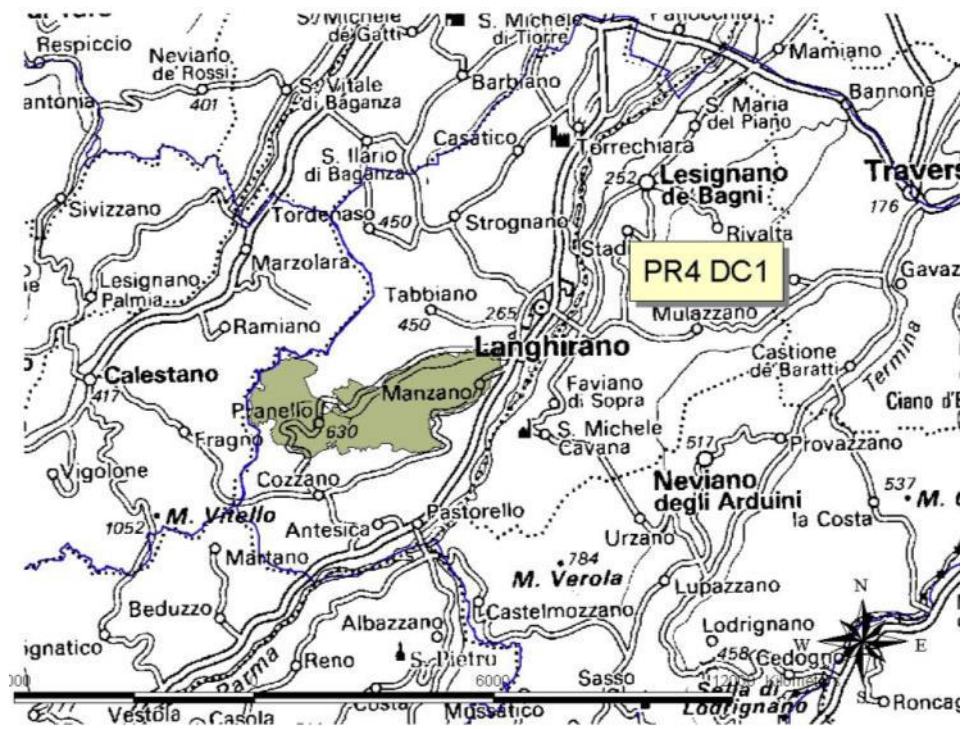 S. Michele
de' Gatti
S. Michele
di Tiorre
Respiccio
Neviano
de' Rossi
401
S. Vitale
di Baganza
Barbiano
Mamiano
Bannone
S. Maria
del Piano
Casatico
Torrechiara
S. Ilario
di Baganza
252
Lesignano
de' Bagni
176
Sivizzano
Tordenaso
450
Strognano
Rivalta
PR4 DC1
Marzolara
Lesignano
Palmia
Tabbiano
450
265
Mulazzano
Ramiano
Langhirano
Castione
de' Baratti
Termina
Calestano
417
Manzano
Faviano
di Sopra
Pranello
630
Fragno
S. Michele
Cavana
517
Provazzano
Vigolone
Cozzano
Neviano
degli Arduini
537
M. Vitello
1052
Antesica
Pastorello
la Costa
Urzano
Martano
784
M. Verola
Lupazzano
Beduzzo
Castelmozzano
Albazzano
Lodrignano
N
W
E
S
458
Cedogno
Reno
S. Pietro
Parma
6000
12000
Sasso
Sella di
Lodrignano
Costa
Vestola
Casola
Mussatico